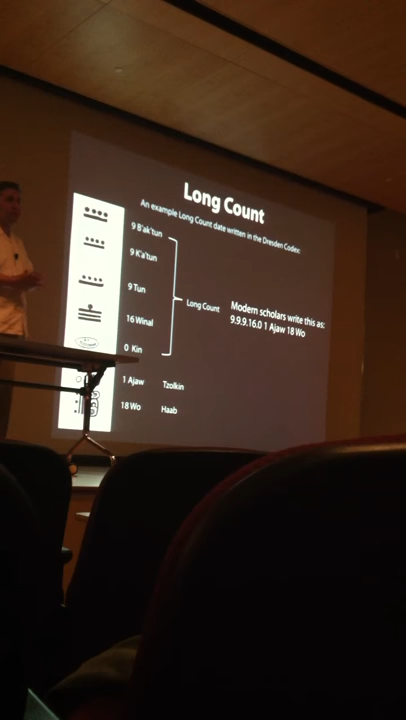 Long Count
An example Long Count date written in the Dresden Codex:
9 B'ak'tun
9 K'a'tun
9 Tun
16 Winal
0 Kin
Long Count
Modern scholars write this as:
9.9.9.16.0 1 Ajaw 18 Wo
1 Ajaw Tzolkin
18 Wo Haab